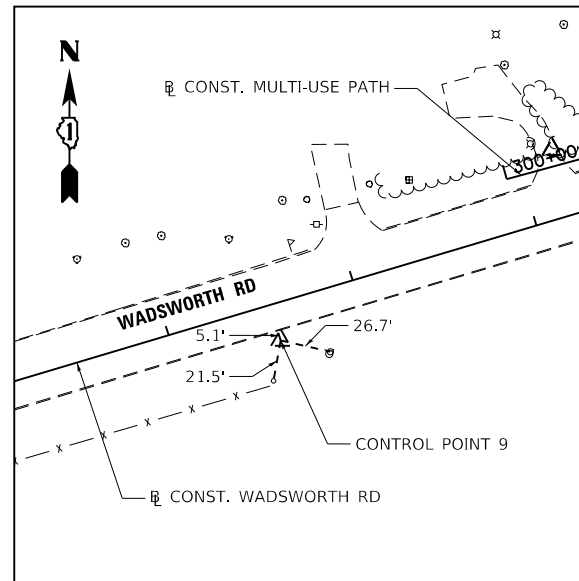 N
1
℄ CONST. MULTI-USE PATH
300+00
WADSWORTH RD
5.1'
26.7'
21.5'
x x x x x
CONTROL POINT 9
℄ CONST. WADSWORTH RD